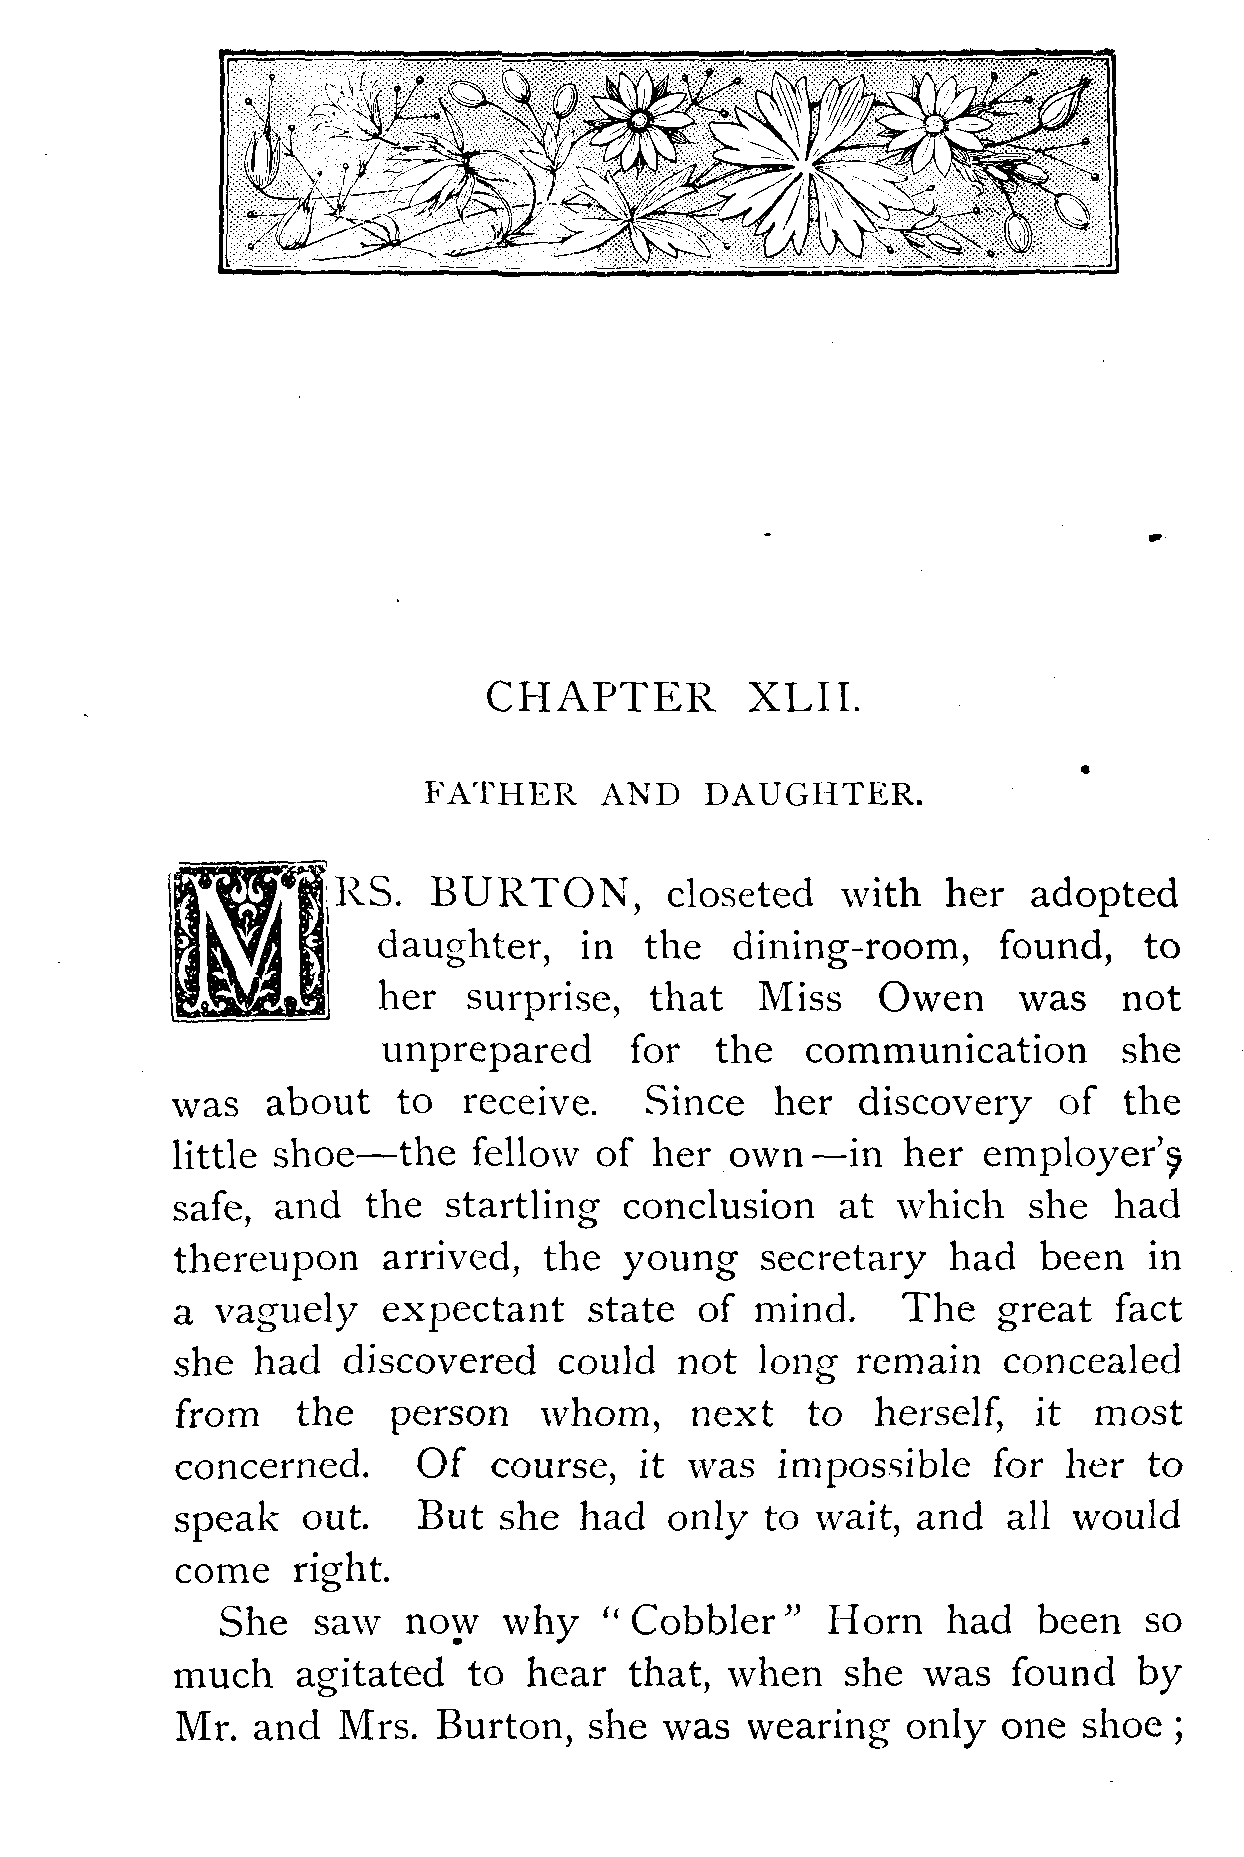 CHAPTER XLII.
FATHER AND DAUGHTER.
MRS. BURTON, closeted with her adopted
daughter, in the dining-room, found, to
her surprise, that Miss Owen was not
unprepared for the communication she
was about to receive. Since her discovery of the
little shoe—the fellow of her own—in her employer's
safe, and the startling conclusion at which she had
thereupon arrived, the young secretary had been in
a vaguely expectant state of mind. The great fact
she had discovered could not long remain concealed
from the person whom, next to herself, it most
concerned. Of course, it was impossible for her to
speak out. But she had only to wait, and all would
come right.
She saw now why "Cobbler" Horn had been so
much agitated to hear that, when she was found by
Mr. and Mrs. Burton, she was wearing only one shoe;